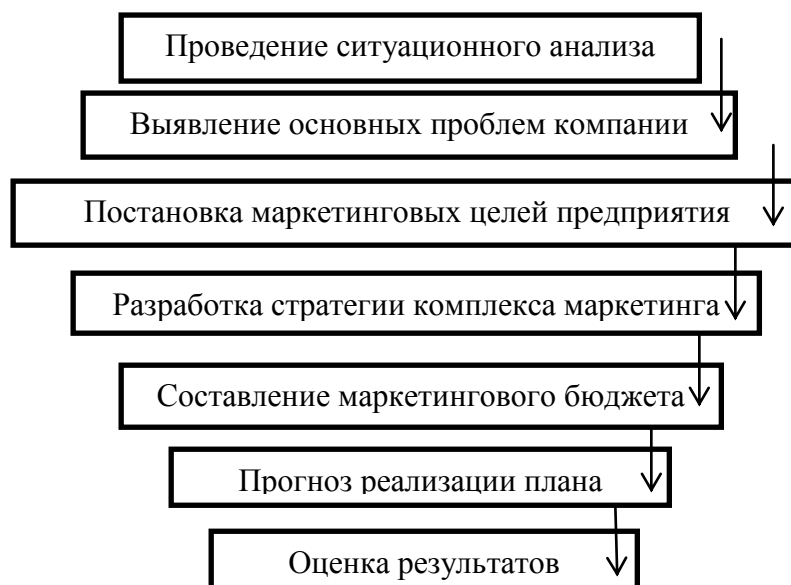 Проведение ситуационного анализа
Выявление основных проблем компании
Постановка маркетинговых целей предприятия
Разработка стратегии комплекса маркетинга
Составление маркетингового бюджета
Прогноз реализации плана
Оценка результатов